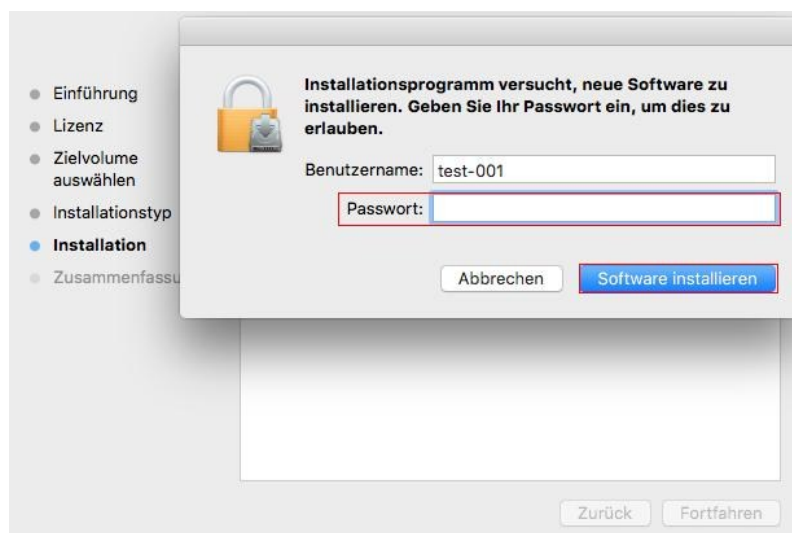 Einführung
Lizenz
Zielvolume
auswählen
Installationstyp
Installation
Zusammenfassu
Installationsprogramm versucht, neue Software zu
installieren. Geben Sie Ihr Passwort ein, um dies zu
erlauben.
Benutzername: test-001
Passwort:
Abbrechen Software installieren
Zurück Fortfahren